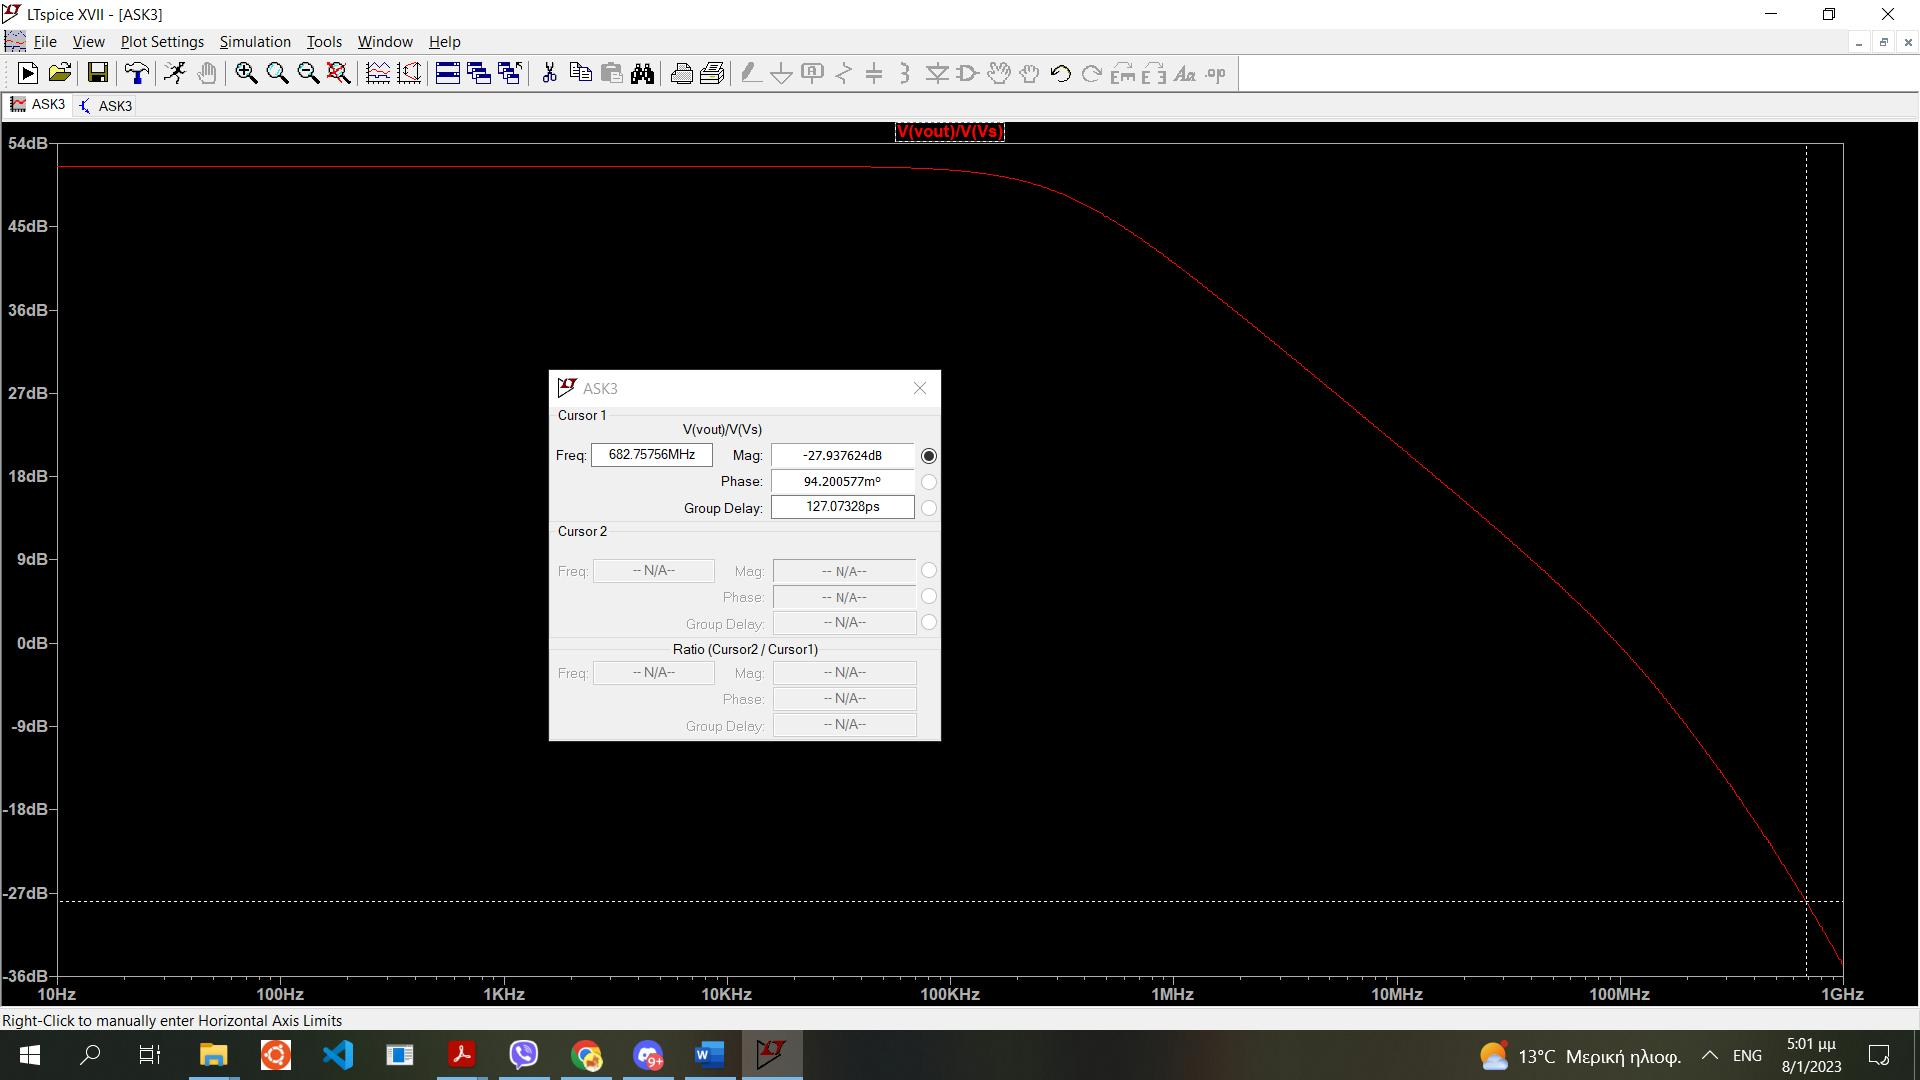 LTspice XVII - [ASK3]
File View Plot Settings Simulation Tools Window Help
ASK3 ASK3
V(vout)/V(Vs)
54dB
45dB
36dB
27dB
18dB
9dB
0dB
-9dB
-18dB
-27dB
-36dB
10Hz 100Hz 1KHz 10KHz 100KHz 1MHz 10MHz 100MHz 1GHz
ASK3
Cursor 1
V(vout)/V(Vs)
Freq: 682.75756MHz Mag: -27.937624dB
Phase: 94.200577m°
Group Delay: 127.07328ps
Cursor 2
Freq: -- N/A-- Mag: -- N/A--
Phase: -- N/A--
Group Delay: -- N/A--
Ratio (Cursor2 / Cursor1)
Freq: -- N/A-- Mag: -- N/A--
Phase: -- N/A--
Group Delay: -- N/A--
Right-Click to manually enter Horizontal Axis Limits
9+
13°C Μερική ηλιοφ. ENG
5:01 μμ
8/1/2023